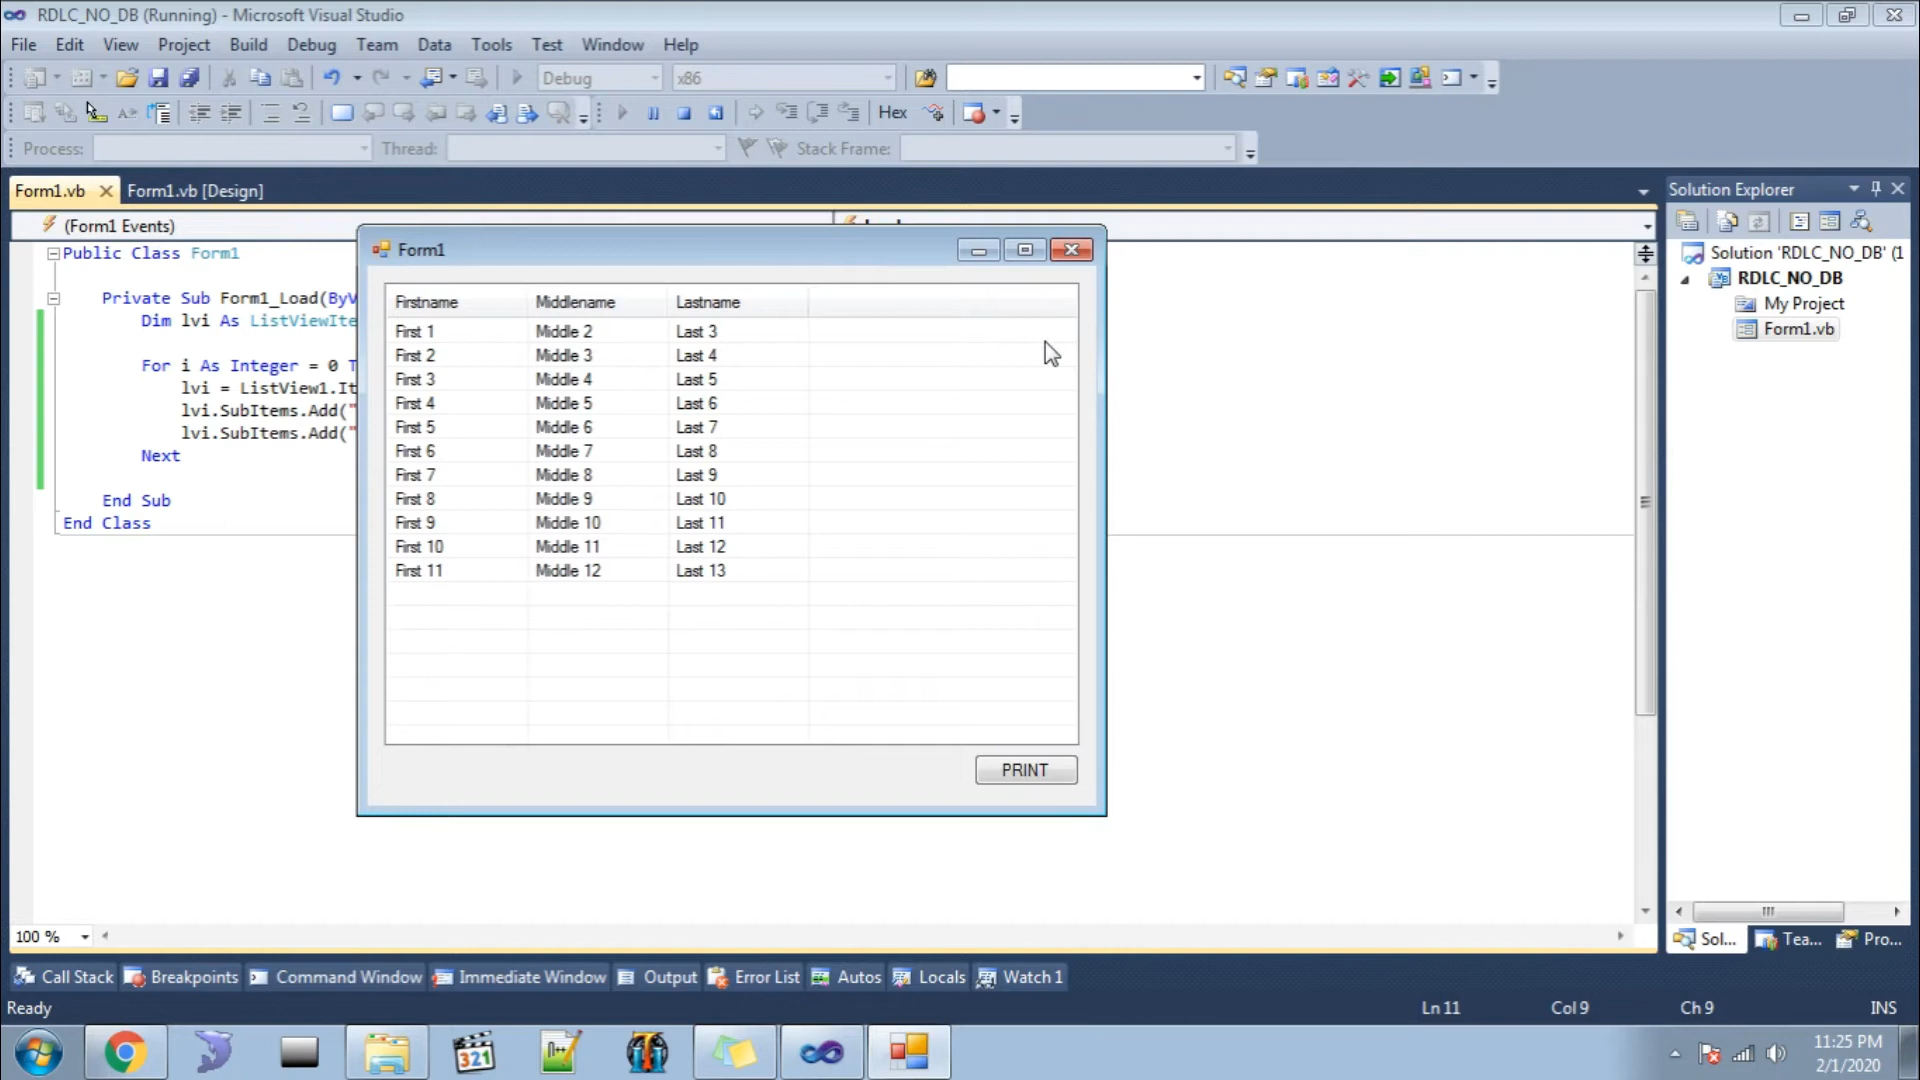 RDLC_NO_DB (Running) - Microsoft Visual Studio
File Edit View Project Build Debug Team Data Tools Test Window Help
Debug x86
Hex
Process: Thread: Stack Frame:
Form1.vb Form1.vb [Design]
(Form1 Events)
Public Class Form1
Private Sub Form1_Load(ByV
Dim lvi As ListViewIte
For i As Integer = 0 T
lvi = ListView1.It
lvi.SubItems.Add("
lvi.SubItems.Add("
Next
End Sub
End Class
Form1
Firstname Middlename Lastname
First 1 Middle 2 Last 3
First 2 Middle 3 Last 4
First 3 Middle 4 Last 5
First 4 Middle 5 Last 6
First 5 Middle 6 Last 7
First 6 Middle 7 Last 8
First 7 Middle 8 Last 9
First 8 Middle 9 Last 10
First 9 Middle 10 Last 11
First 10 Middle 11 Last 12
First 11 Middle 12 Last 13
PRINT
Solution Explorer
Solution 'RDLC_NO_DB' (1
RDLC_NO_DB
My Project
Form1.vb
100 %
Sol... Tea... Pro...
Call Stack Breakpoints Command Window Immediate Window Output Error List Autos Locals Watch 1
Ready Ln 11 Col 9 Ch 9 INS
321
n++
11:25 PM
2/1/2020